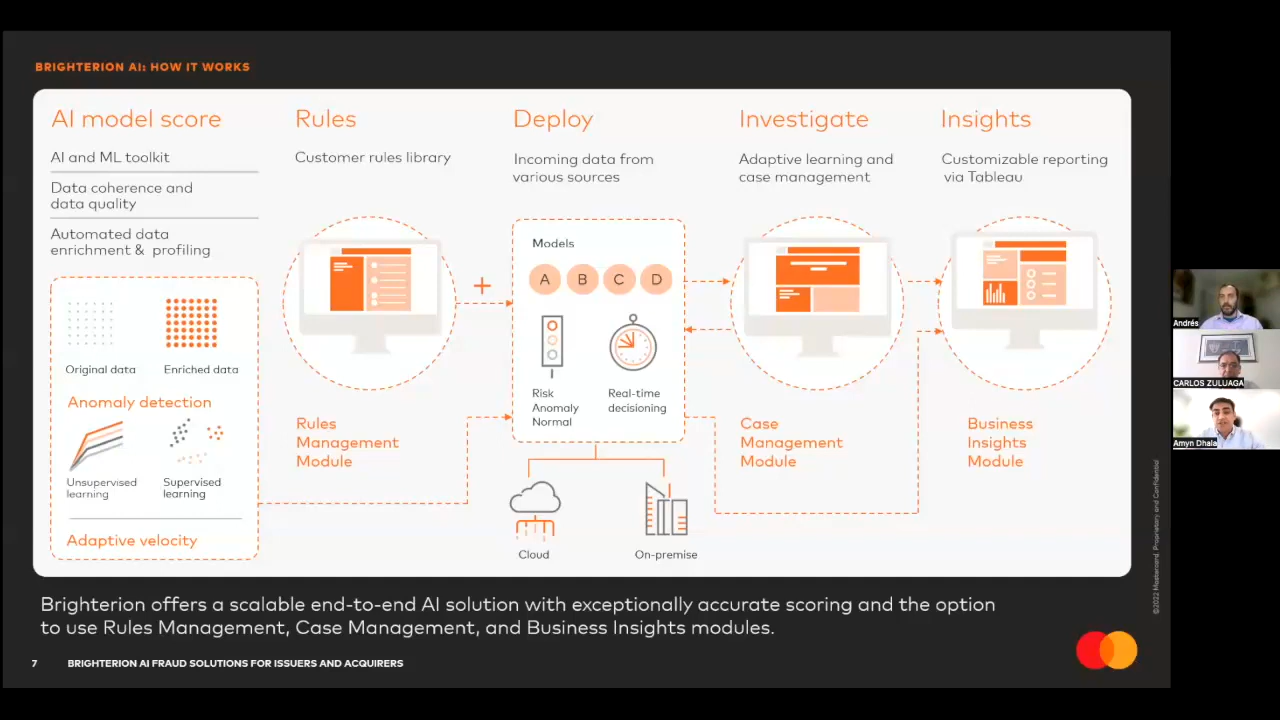 BRIGHTERION AI: HOW IT WORKS
AI model score
AI and ML toolkit
Data coherence and
data quality
Automated data
enrichment & profiling
Original data
Enriched data
Anomaly detection
Unsupervised
learning
Supervised
learning
Adaptive velocity
Rules
Customer rules library
Rules
Management
Module
+
Deploy
Incoming data from
various sources
Models
A B C D
Risk
Anomaly
Normal
Real-time
decisioning
Cloud
On-premise
Investigate
Adaptive learning and
case management
Case
Management
Module
Insights
Customizable reporting
via Tableau
Business
Insights
Module
©2022 Mastercard. Proprietary and Confidential
Brighterion offers a scalable end-to-end AI solution with exceptionally accurate scoring and the option
to use Rules Management, Case Management, and Business Insights modules.
7 BRIGHTERION AI FRAUD SOLUTIONS FOR ISSUERS AND ACQUIRERS
Andrés
CARLOS ZULUAGA
Amyn Dhala